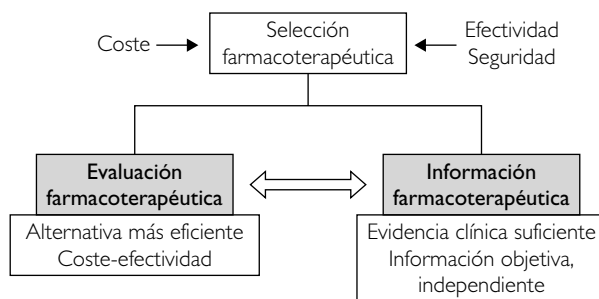 Coste
Selección
farmacoterapéutica
Efectividad
Seguridad
Evaluación
farmacoterapéutica
Alternativa más eficiente
Coste-efectividad
Información
farmacoterapéutica
Evidencia clínica suficiente
Información objetiva,
independiente